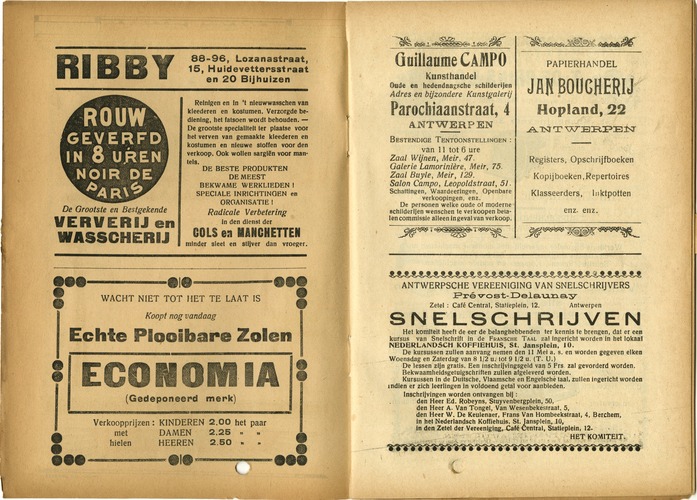 RIBBY
88-96, Lozanastraat,
15, Huidevettersstraat
en 20 Bijhuizen
ROUW
GEVERFD
IN 8 UREN
NOIR DE
PARIS
De Grootste en Bestgekende
VERVERIJ en
WASSCHERIJ
Reinigen en in 't nieuwwasschen van
kleederen en costumen. Verzorgde be-
diening, het fatsoen wordt behouden. —
De grootste specialiteit ter plaatse voor
het verven van gemaakte kleederen en
kostumen en nieuwe stoffen voor den
verkoop. Ook wollen sargiën voor man-
tels.
DE BESTE PRODUKTEN
DE MEEST
BEKWAME WERKLIEDEN !
SPECIALE INRICHTINGEN en
ORGANISATIE !
Radicale Verbetering
in den dienst der
COLS en MANCHETTEN
minder steel en stijver dan vroeger.
WACHT NIET TOT HET TE LAAT IS
Koopt nog vandaag
Echte Plooibare Zolen
ECONOMIA
(Gedeponeerd merk)
Verkoopprijzen : KINDEREN 2.00 het paar
met DAMEN 2.25 » »
hielen HEEREN 2.50 » »
Guillaume CAMPO
Kunsthandel
Oude en hedendaagsche schilderijen
Adres en bijzondere Kunstgalerij
Parochiaanstraat, 4
ANTWERPEN
BESTENDIGE TENTOONSTELLINGEN :
van 11 tot 6 ure
Zaal Wijnen, Meir, 47.
Galerie Lamorinière, Meir, 75.
Zaal Buyle, Meir, 129.
Salon Campo, Leopoldstraat, 51.
Schattingen, Waardeeringen, Openbare
verkoopingen, enz.
De personen welke oude of moderne
schilderijen wenschen te verkoopen beta-
len commissie alleen ingeval van verkoop.
PAPIERHANDEL
JAN BOUCHERIJ
Hopland, 22
ANTWERPEN
Registers, Opschrijfboeken
Kopijboeken, Repertoires
Klasseerders, Inktpotten
enz. enz.
ANTWERPSCHE VEREENIGING VAN SNELSCHRIJVERS
Prévost-Delaunay
Zetel : Café Central, Statieplein, 12. Antwerpen
SNELSCHRIJVEN
Het komiteit heeft de eer de belanghebbenden ter kennis te brengen, dat er een
kursus van Snelschrift in de FRANSCHE TAAL zal ingericht worden in het lokaal
NEDERLANDSCH KOFFIEHUIS, St. Jansplein, 10.
De kursussen zullen aanvang nemen den 11 Mei a. s. en worden gegeven elken
Woensdag en Zaterdag van 8 1/2 u. tot 9 1/2 u. (T. U.)
De lessen zijn gratis. Een inschrijvingsgeld van 5 Frs zal gevorderd worden.
Bekwaamheidsgetuigschriften zullen afgeleverd worden.
Kursussen in de Duitsche, Vlaamsche en Engelsche taal, zullen ingericht worden
indien er zich leerlingen in voldoend getal voor aanbieden.
Inschrijvingen worden ontvangen bij :
den Heer Ed. Robeyns, Stuyvenbergplein, 50,
den Heer A. Van Tongel, Van Wesenbekestraat, 5,
den Heer W. De Keulenaer, Frans Van Hombeekstraat, 4, Berchem,
in het Nederlandsch Koffiehuis, St. Jansplein, 10,
in den Zetel der Vereeniging, Café Central, Statieplein, 12.
HET KOMITEIT.